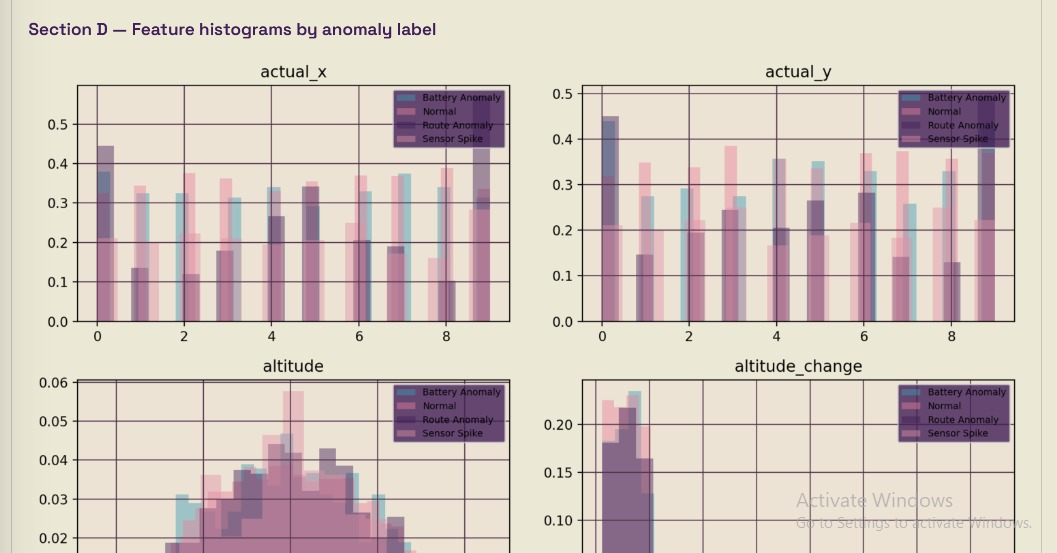 Section D — Feature histograms by anomaly label
actual_x
Battery Anomaly
Normal
Route Anomaly
Sensor Spike
0.5
0.4
0.3
0.2
0.1
0.0
0 2 4 6 8
actual_y
Battery Anomaly
Normal
Route Anomaly
Sensor Spike
0.5
0.4
0.3
0.2
0.1
0.0
0 2 4 6 8
altitude
Battery Anomaly
Normal
Route Anomaly
Sensor Spike
0.06
0.05
0.04
0.03
0.02
altitude_change
Battery Anomaly
Normal
Route Anomaly
Sensor Spike
0.20
0.15
0.10
Activate Windows
Go to Settings to activate Windows.